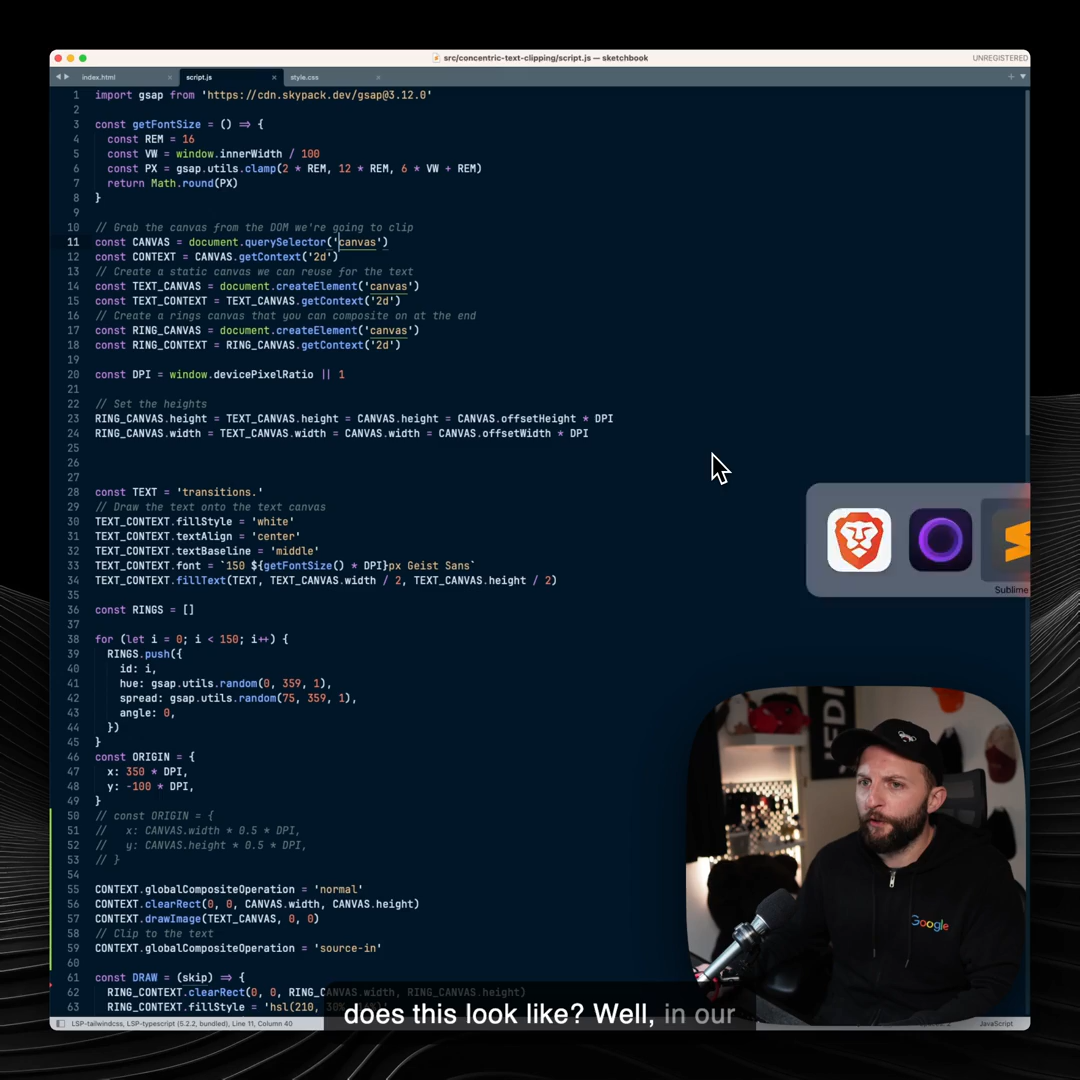 src/concentric-text-clipping/script.js — sketchbook
UNREGISTERED
index.html
script.js
style.css
1 import gsap from 'https://cdn.skypack.dev/gsap@3.12.0'
2
3 const getFontSize = () => {
4 const REM = 16
5 const VW = window.innerWidth / 100
6 const PX = gsap.utils.clamp(2 * REM, 12 * REM, 6 * VW + REM)
7 return Math.round(PX)
8 }
9
10 // Grab the canvas from the DOM we're going to clip
11 const CANVAS = document.querySelector('canvas')
12 const CONTEXT = CANVAS.getContext('2d')
13 // Create a static canvas we can reuse for the text
14 const TEXT_CANVAS = document.createElement('canvas')
15 const TEXT_CONTEXT = TEXT_CANVAS.getContext('2d')
16 // Create a rings canvas that you can composite on at the end
17 const RING_CANVAS = document.createElement('canvas')
18 const RING_CONTEXT = RING_CANVAS.getContext('2d')
19
20 const DPI = window.devicePixelRatio || 1
21
22 // Set the heights
23 RING_CANVAS.height = TEXT_CANVAS.height = CANVAS.height = CANVAS.offsetHeight * DPI
24 RING_CANVAS.width = TEXT_CANVAS.width = CANVAS.width = CANVAS.offsetWidth * DPI
25
26
27
28 const TEXT = 'transitions.'
29 // Draw the text onto the text canvas
30 TEXT_CONTEXT.fillStyle = 'white'
31 TEXT_CONTEXT.textAlign = 'center'
32 TEXT_CONTEXT.textBaseline = 'middle'
33 TEXT_CONTEXT.font = `150 ${getFontSize() * DPI}px Geist Sans`
34 TEXT_CONTEXT.fillText(TEXT, TEXT_CANVAS.width / 2, TEXT_CANVAS.height / 2)
35
36 const RINGS = []
37
38 for (let i = 0; i < 150; i++) {
39 RINGS.push({
40 id: i,
41 hue: gsap.utils.random(0, 359, 1),
42 spread: gsap.utils.random(75, 359, 1),
43 angle: 0,
44 })
45 }
46 const ORIGIN = {
47 x: 350 * DPI,
48 y: -100 * DPI,
49 }
50 // const ORIGIN = {
51 // x: CANVAS.width * 0.5 * DPI,
52 // y: CANVAS.height * 0.5 * DPI,
53 // }
54
55 CONTEXT.globalCompositeOperation = 'normal'
56 CONTEXT.clearRect(0, 0, CANVAS.width, CANVAS.height)
57 CONTEXT.drawImage(TEXT_CANVAS, 0, 0)
58 // Clip to the text
59 CONTEXT.globalCompositeOperation = 'source-in'
60
61 const DRAW = (skip) => {
62 RING_CONTEXT.clearRect(0, 0, RING_CANVAS.width, RING_CANVAS.height)
63 RING_CONTEXT.fillStyle = 'hsl(210,
Sublime
Google
does this look like? Well, in our
LSP-tailwindcss, LSP-typescript (5.2.2, bundled), Line 11, Column 40
JavaScript